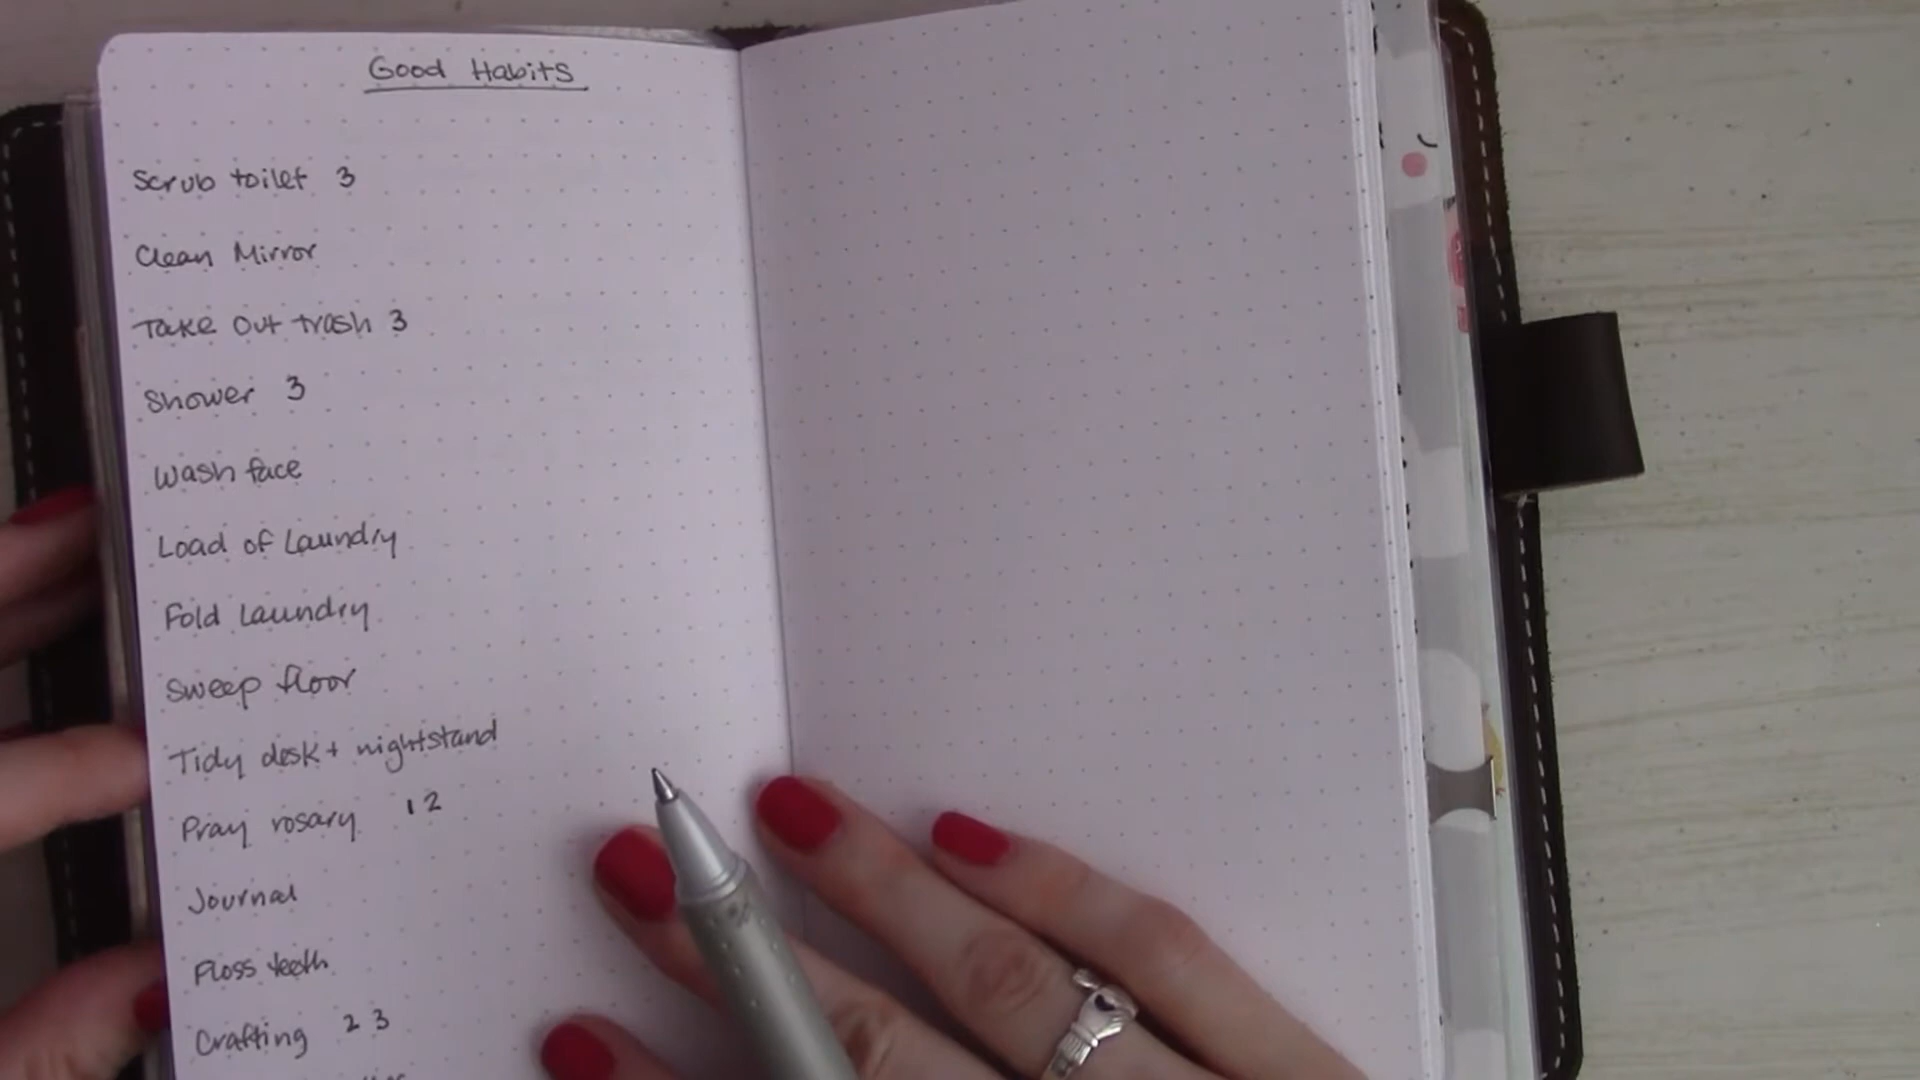 Good Habits
Scrub toilet 3
Clean Mirror
Take Out trash 3
Shower 3
Wash face
Load of Laundry
Fold Laundry
Sweep floor
Tidy desk + nightstand
Pray rosary 1 2
Journal
Floss teeth
Crafting 2 3